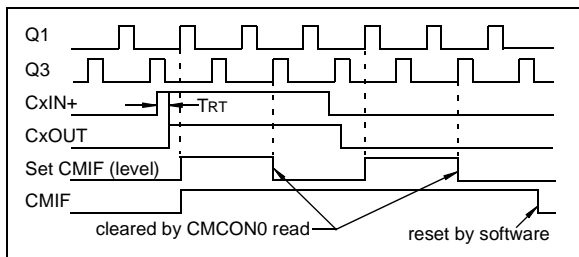 Q1
Q3
CxIN+
TRT
CxOUT
Set CMIF (level)
CMIF
cleared by CMCON0 read
reset by software